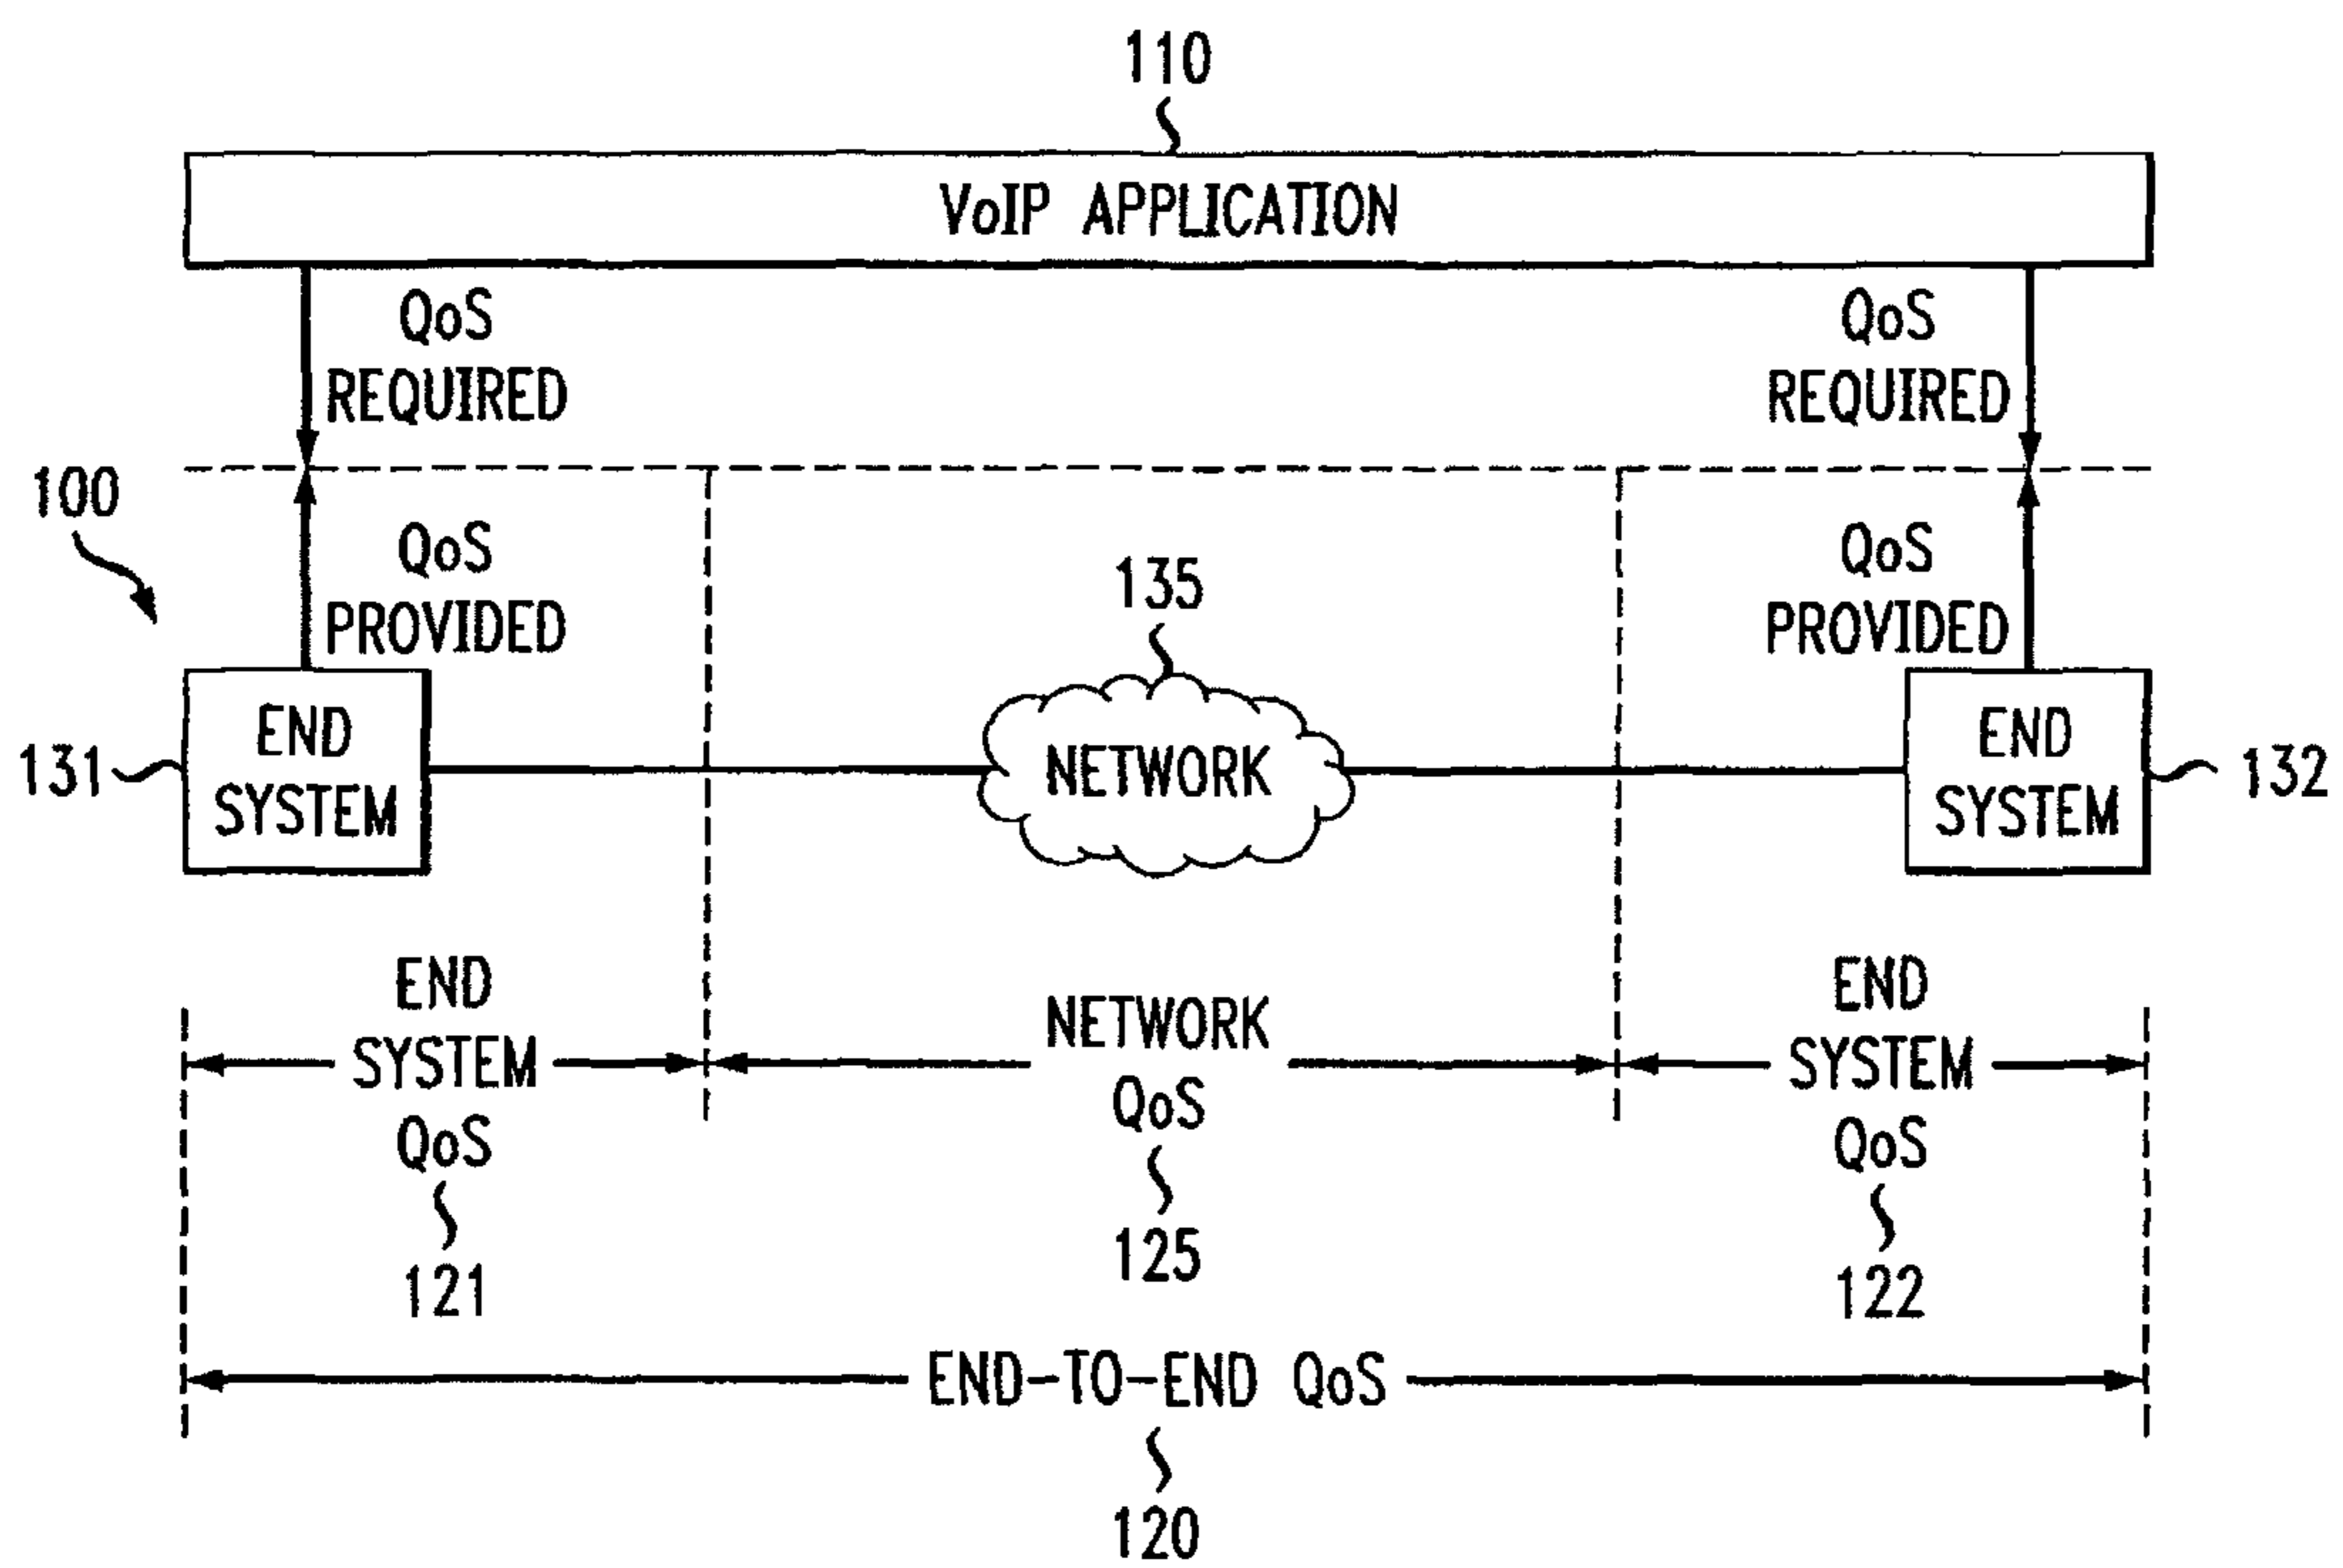 110
VoIP APPLICATION
QoS
REQUIRED
QoS
REQUIRED
100
QoS
PROVIDED
135
QoS
PROVIDED
131
END
SYSTEM
NETWORK
END
SYSTEM
132
END
SYSTEM
QoS
121
NETWORK
QoS
125
END
SYSTEM
QoS
122
END-TO-END QoS
120